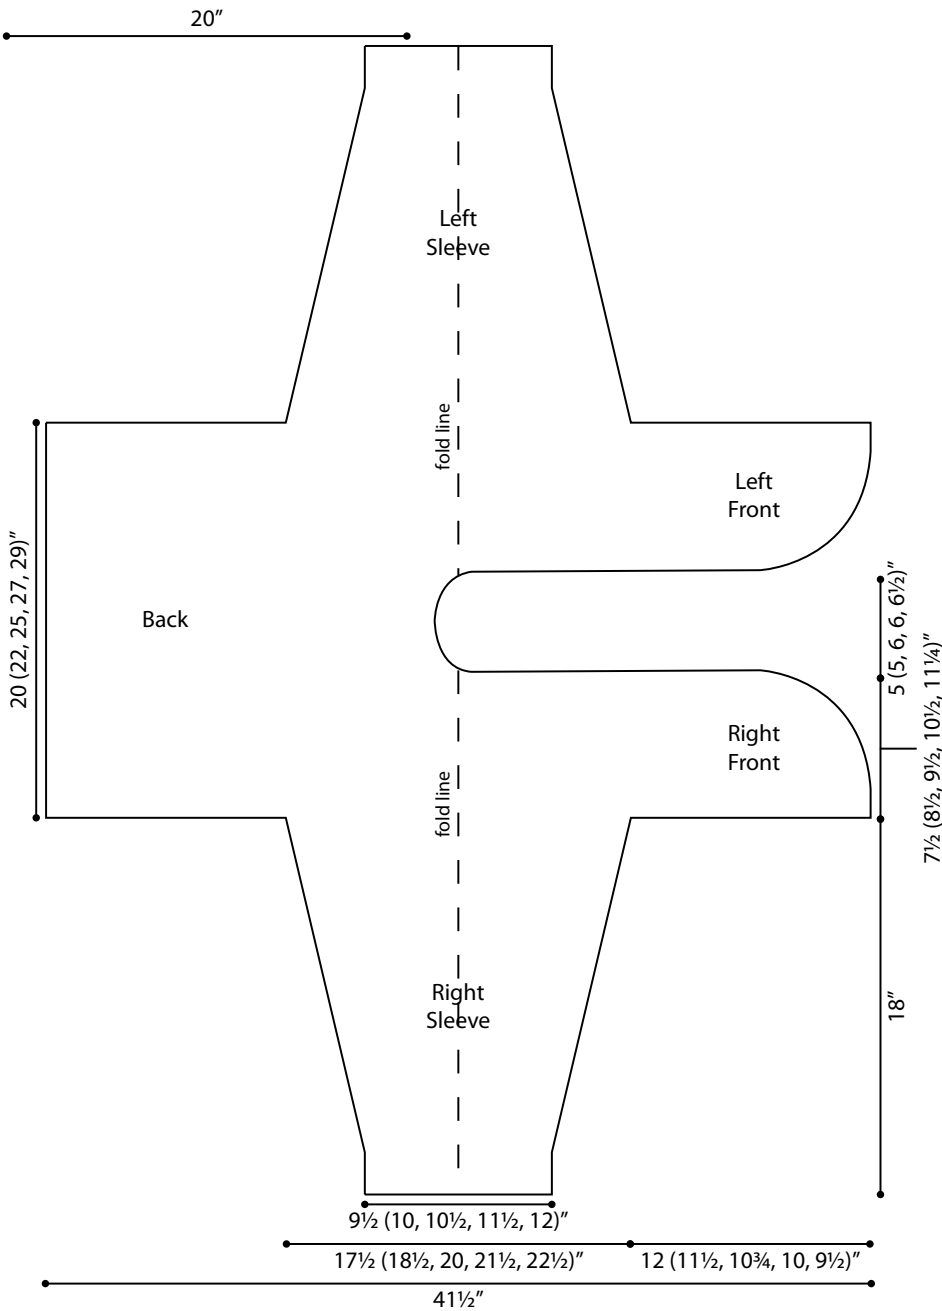 20”
Left
Sleeve
fold line
Left
Front
20 (22, 25, 27, 29)”
Back
5 (5, 6, 6, 6½)”
7½ (8½, 9½, 10½, 11¼)”
Right
Front
fold line
Right
Sleeve
18”
9½ (10, 10½, 11½, 12)”
17½ (18½, 20, 21½, 22½)”
12 (11½, 10¾, 10, 9½)”
41½”